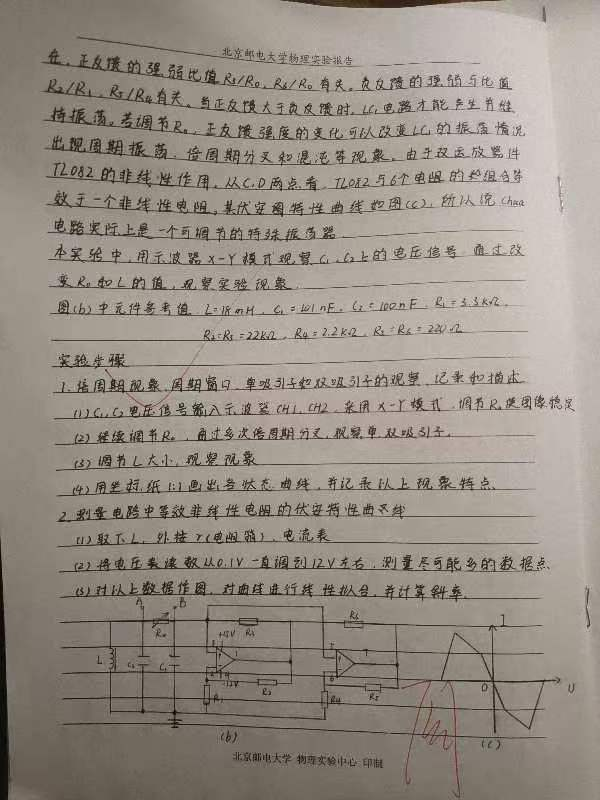 北京邮电大学物理实验报告
在，正反馈的强弱比值R3/R0，R6/R0有关，负反馈的强弱与比值
R2/R1，R5/R4有关，当正反馈大于负反馈时，LC1电路才能产生自维
持振荡。若调节R0，正反馈强度的变化可以改变LC1的振荡情况
出现周期振荡、倍周期分叉和混沌等现象。由于双运放器件
TL082的非线性作用，从C.D两点看，TL082与6个电阻的总组合等
效于一个非线性电阻，其伏安图特性曲线如图(c)，所以说Chua
电路实际上是一个可调节的特殊振荡器
本实验中，用示波器X-Y模式观察C1、C2上的电压信号，通过改
变R0和L的值，观察实验现象.
图(b)中元件参考值 L=18mH，C1=101nF，C2=100nF，R1=3.3kΩ，
R2=R3=22kΩ，R4=2.2kΩ，R5=R6=220Ω
实验步骤
1.倍周期现象、周期窗口、单吸引子和双吸引子的观察、记录和描述
(1)C1、C2电压信号输入示波器CH1、CH2，采用X-Y模式，调节R0使图像稳定
(2)继续调节R0，通过多次倍周期分叉，观察单双吸引子.
(3)调节L大小，观察现象
(4)用坐标纸1:1画出各状态曲线，并记录以上现象特点.
2.测量电路中等效非线性电阻的伏安特性曲线
(1)取下L，外接r(电阻箱)、电流表
(2)将电压表读数从0.1V一直调到12V左右，测量尽可能多的数据点.
(3)对以上数据作图，对曲线进行线性拟合，并计算斜率.
A B
R0 +12V R3 R6 I
L C2 C1 -12V R2 R1 R4 R5 O U
(b) (c)
北京邮电大学 物理实验中心 印制